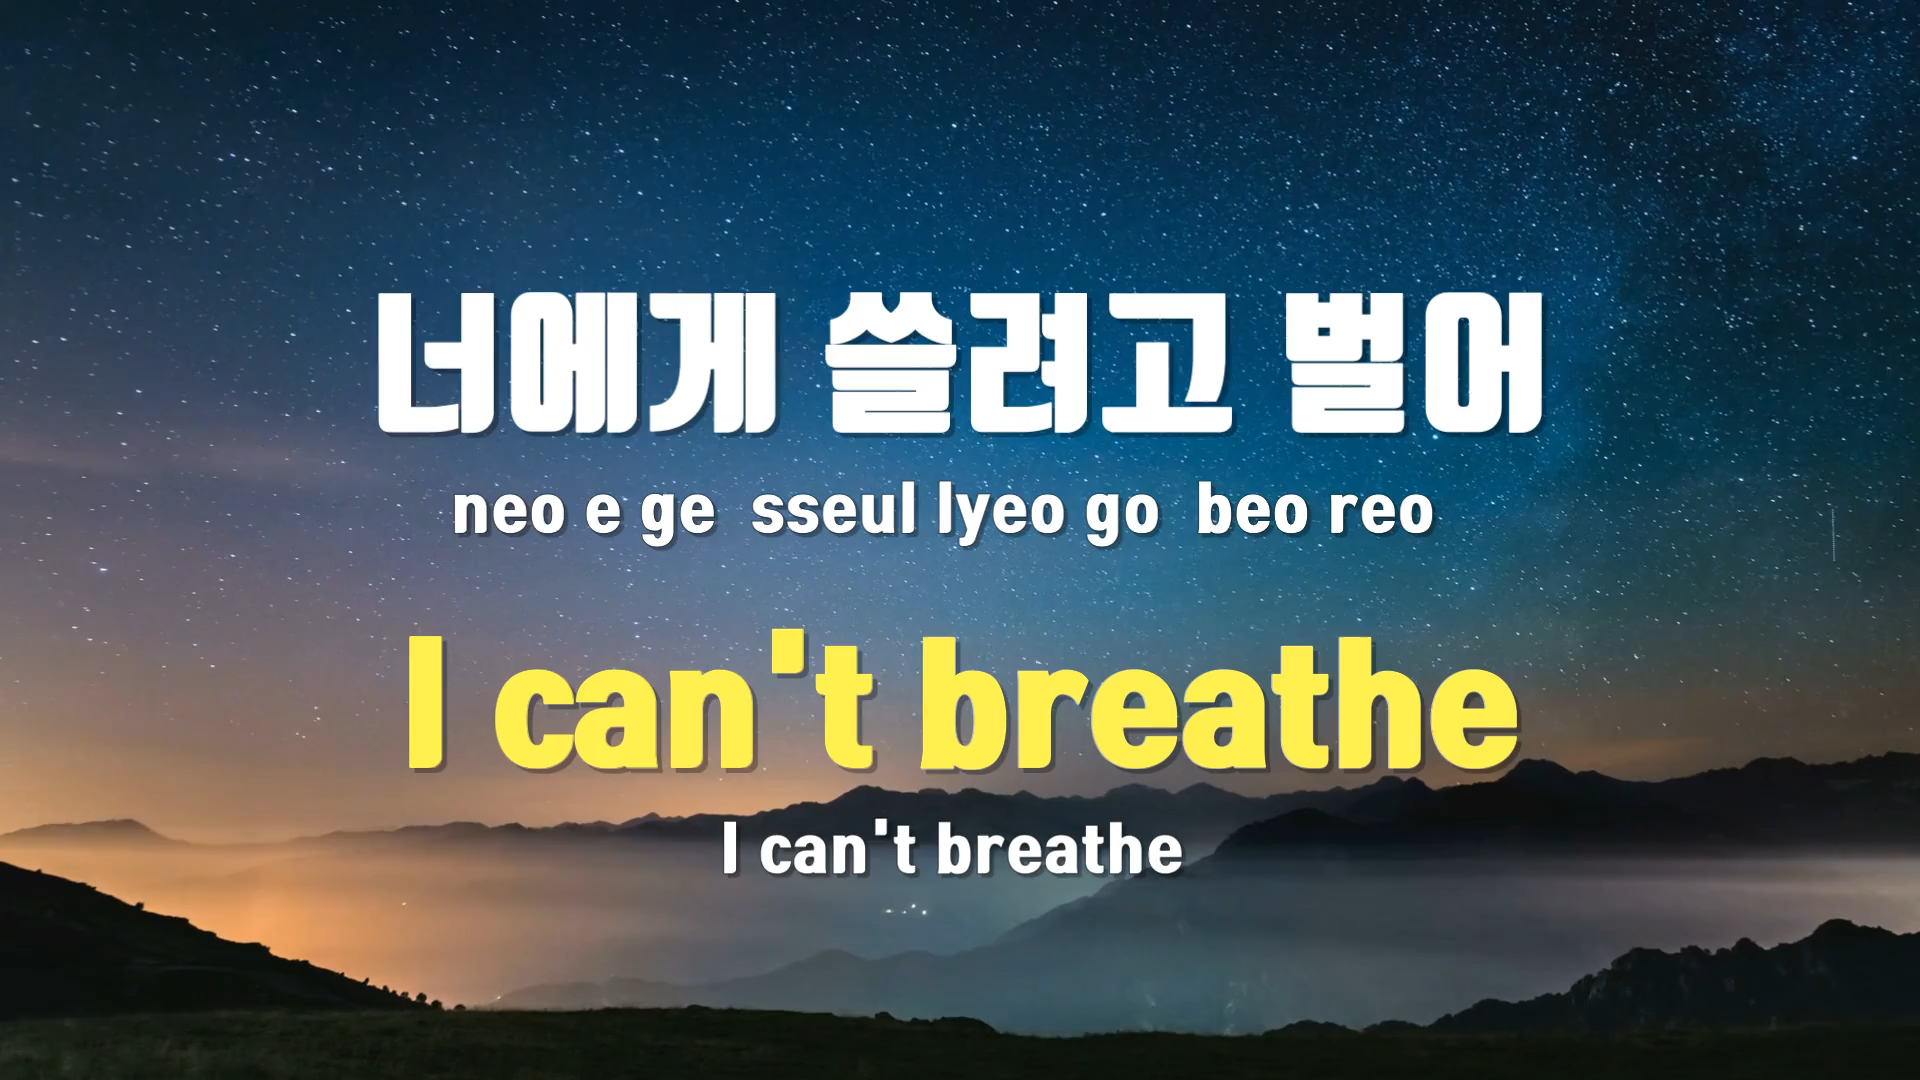 너에게 쓸려고 벌어
neo e ge sseul lyeo go beo reo
I can't breathe
I can't breathe